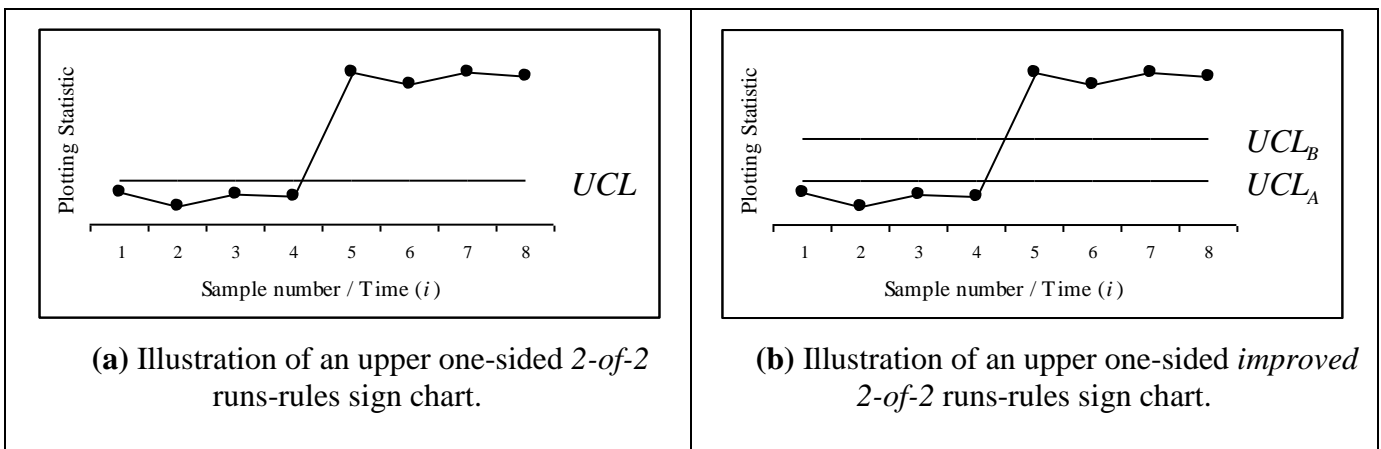 Plotting Statistic
UCL
1 2 3 4 5 6 7 8
Sample number / Time (i)
(a) Illustration of an upper one-sided 2-of-2
runs-rules sign chart.
Plotting Statistic
UCL_B
UCL_A
1 2 3 4 5 6 7 8
Sample number / Time (i)
(b) Illustration of an upper one-sided improved
2-of-2 runs-rules sign chart.